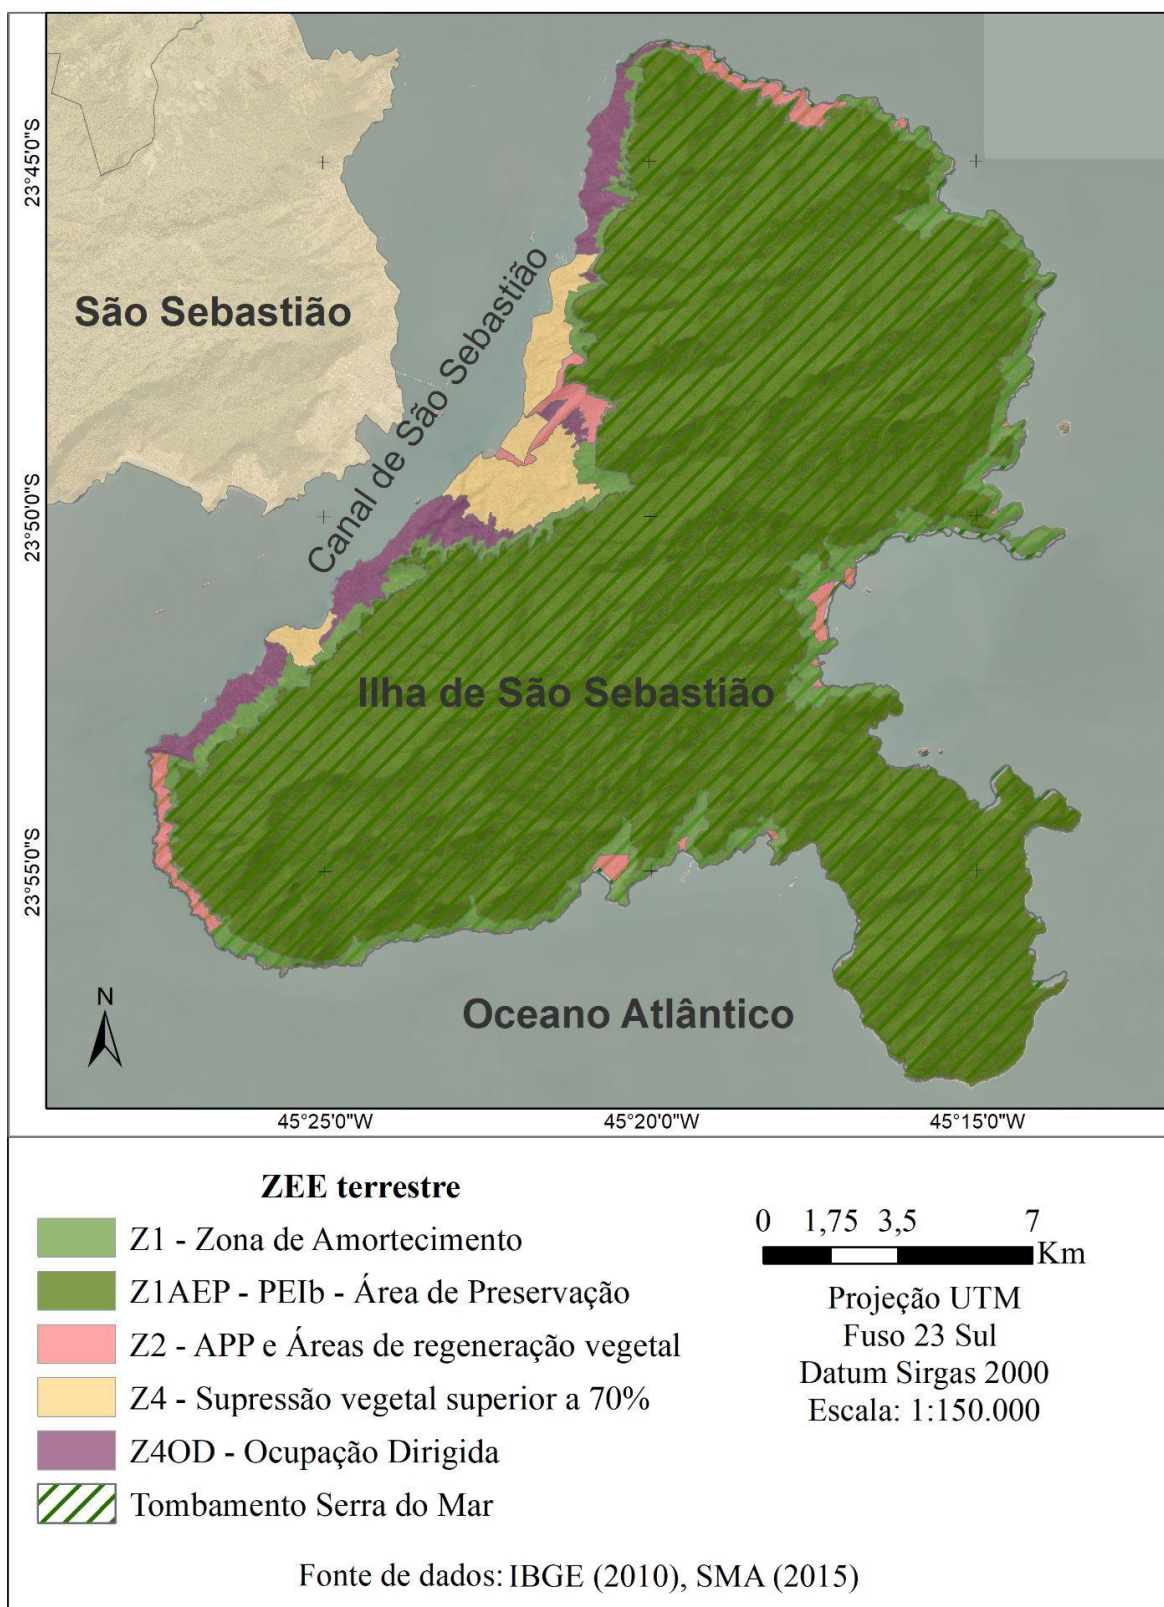 23°45'0"S
São Sebastião
Canal de São Sebastião
23°50'0"S
Ilha de São Sebastião
23°55'0"S
N
Oceano Atlântico
45°25'0"W
45°20'0"W
45°15'0"W
ZEE terrestre
Z1 - Zona de Amortecimento
Z1AEP - PEIb - Área de Preservação
Z2 - APP e Áreas de regeneração vegetal
Z4 - Supressão vegetal superior a 70%
Z4OD - Ocupação Dirigida
Tombamento Serra do Mar
0 1,75 3,5 7
Km
Projeção UTM
Fuso 23 Sul
Datum Sirgas 2000
Escala: 1:150.000
Fonte de dados: IBGE (2010), SMA (2015)